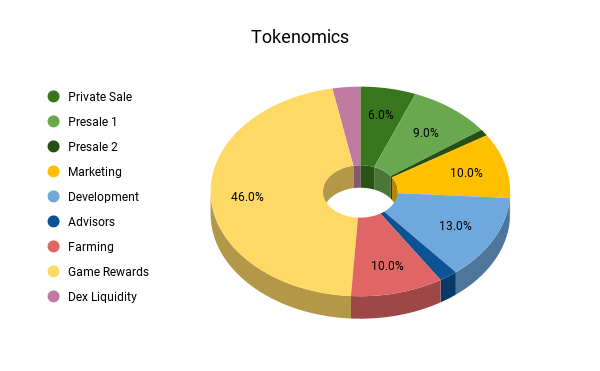 Tokenomics
Private Sale
Presale 1
Presale 2
Marketing
Development
Advisors
Farming
Game Rewards
Dex Liquidity
6.0%
9.0%
10.0%
13.0%
10.0%
46.0%